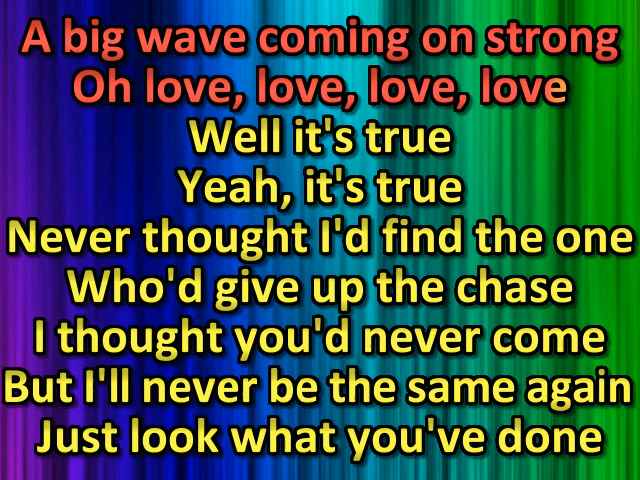 A big wave coming on strong
Oh love, love, love, love
Well it's true
Yeah, it's true
Never thought I'd find the one
Who'd give up the chase
I thought you'd never come
But I'll never be the same again
Just look what you've done